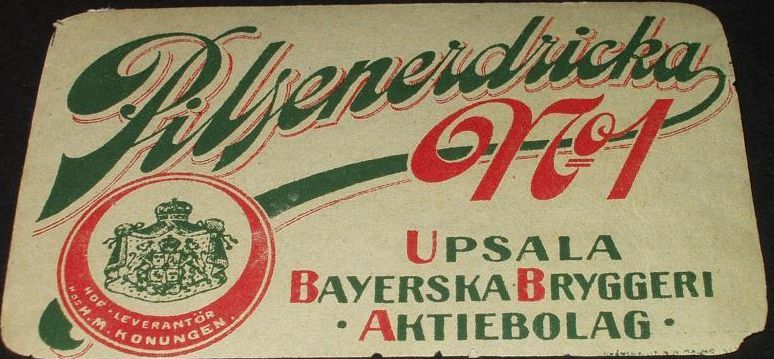 Pilsenerdricka
No 1
UPSALA
BAYERSKA BRYGGERI
· AKTIEBOLAG ·
HOF-LEVERANTÖR
HOS H.M. KONUNGEN.